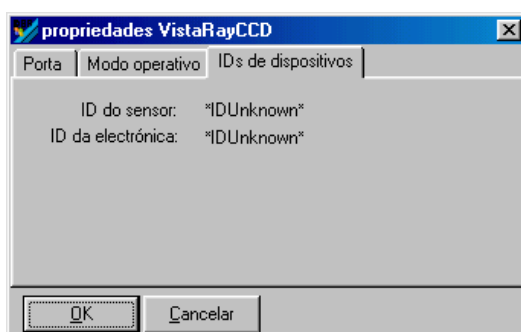 propriedades VistaRayCCD
Porta Modo operativo IDs de dispositivos
ID do sensor: *IDUnknown*
ID da electrónica: *IDUnknown*
OK Cancelar